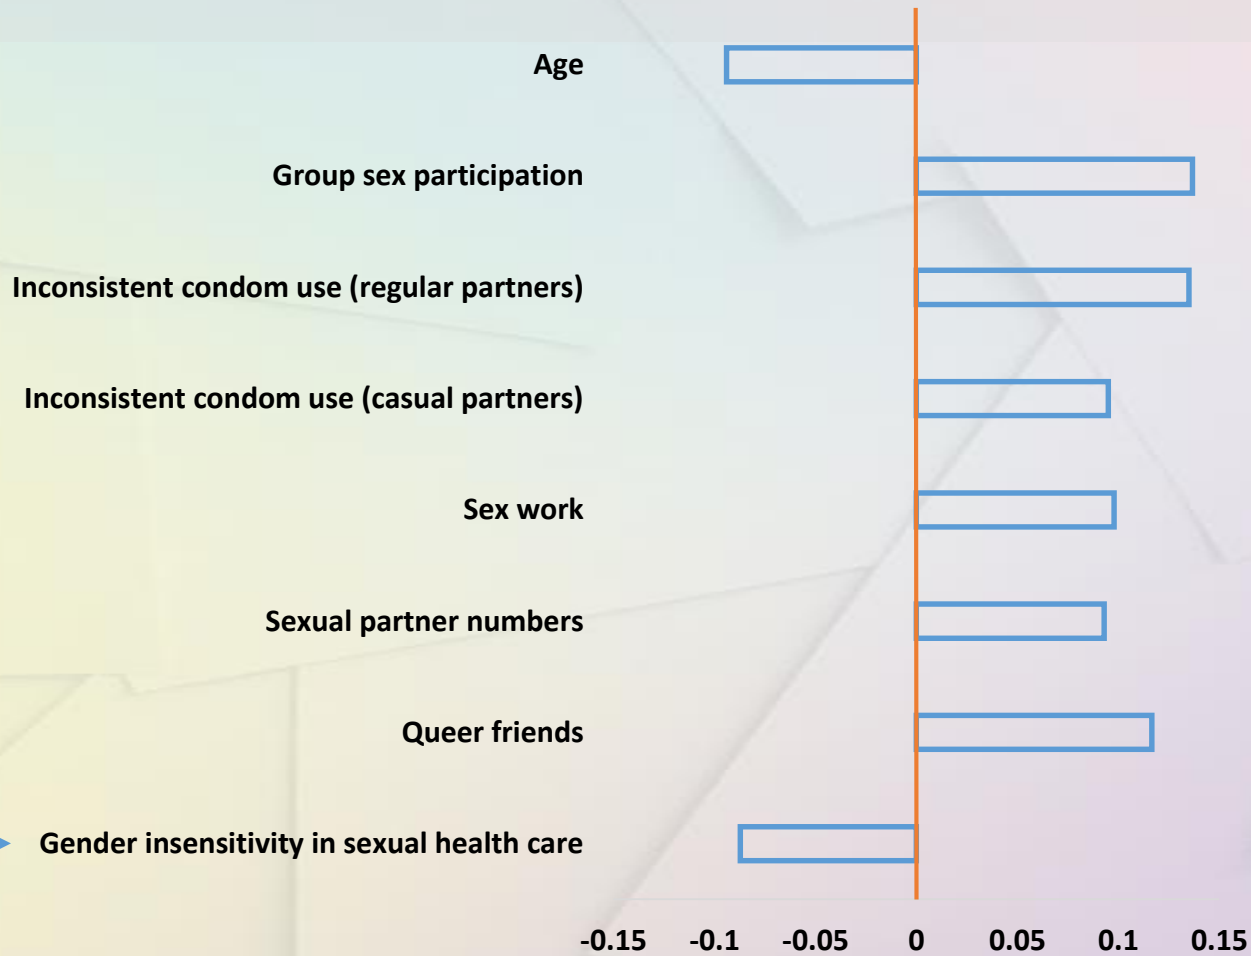 Age
Group sex participation
Inconsistent condom use (regular partners)
Inconsistent condom use (casual partners)
Sex work
Sexual partner numbers
Queer friends
Gender insensitivity in sexual health care
-0.15 -0.1 -0.05 0 0.05 0.1 0.15